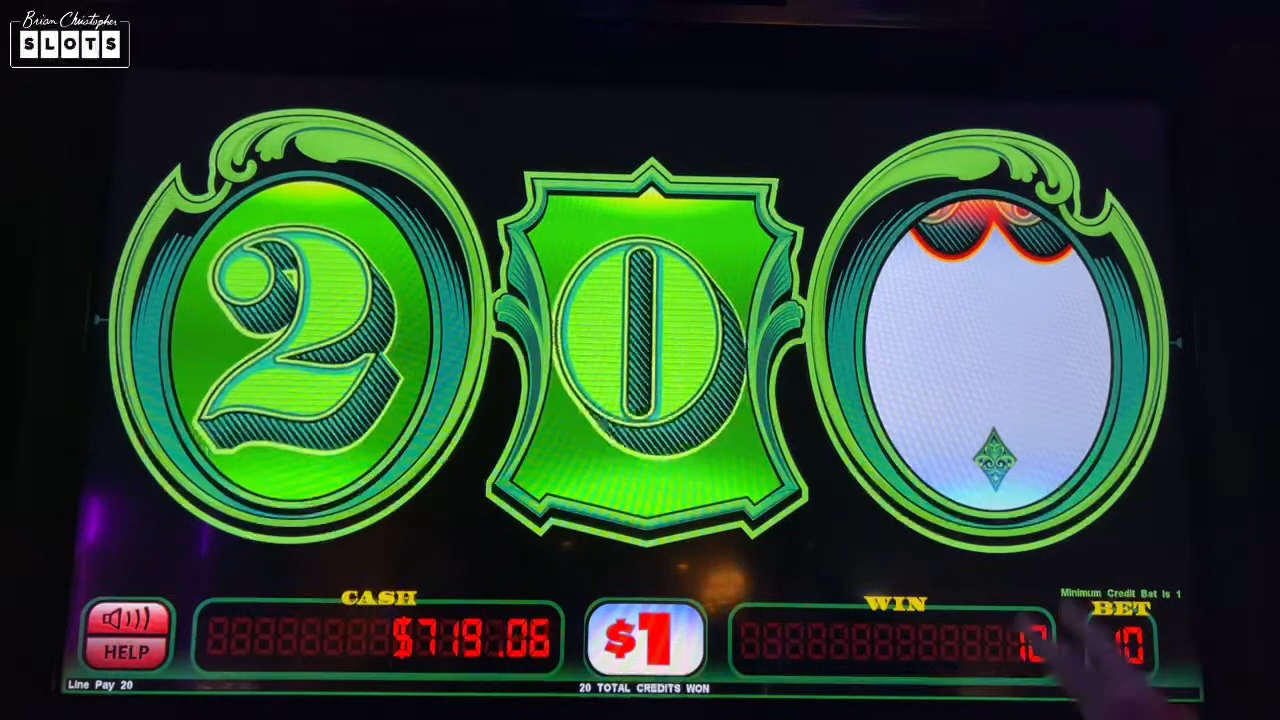 Brian Christopher
SLOTS
2 0
Minimum Credit Bet is 1
CASH
WIN
BET
$719.06
$1
10
HELP
Line Pay 20
20 TOTAL CREDITS WON